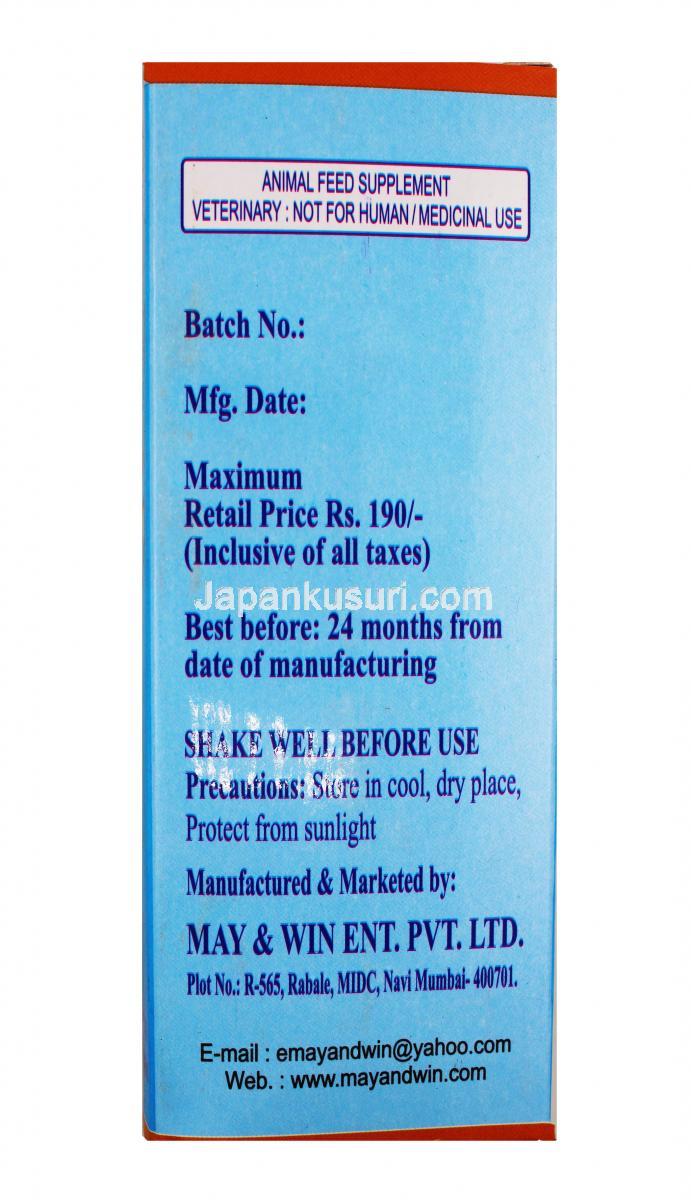 ANIMAL FEED SUPPLEMENT
VETERINARY : NOT FOR HUMAN / MEDICINAL USE
Batch No.:
Mfg. Date:
Maximum
Retail Price Rs. 190/-
(Inclusive of all taxes)
Japankusuri.com
Best before: 24 months from
date of manufacturing
SHAKE WELL BEFORE USE
Precautions: Store in cool, dry place,
Protect from sunlight
Manufactured & Marketed by:
MAY & WIN ENT. PVT. LTD.
Plot No.: R-565, Rabale, MIDC, Navi Mumbai- 400701.
E-mail : emayandwin@yahoo.com
Web. : www.mayandwin.com